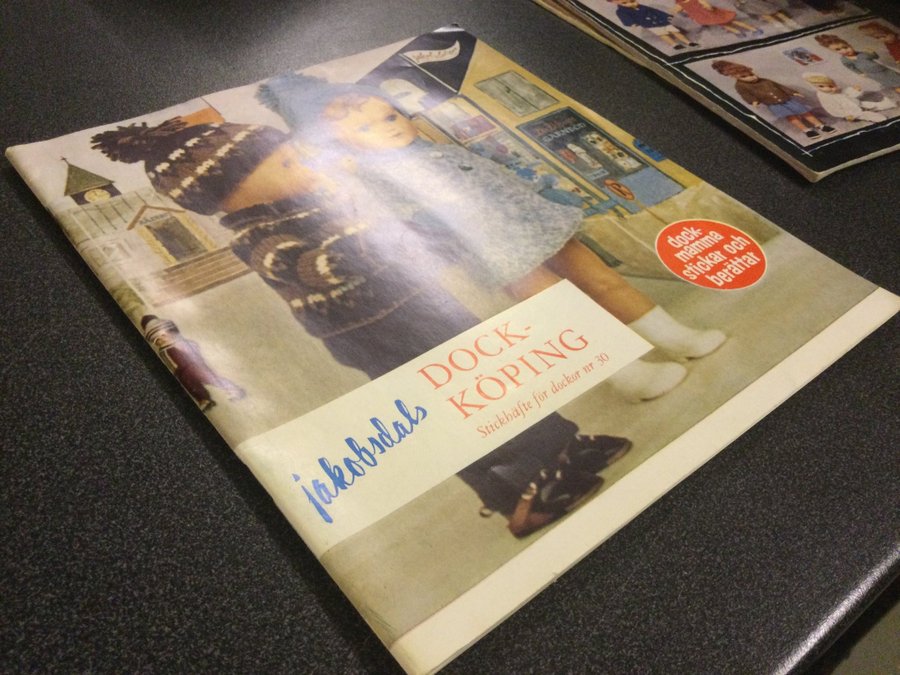 dock-
mamma
stickar och
berättar
DOCK-
KÖPING
Stickhäfte för dockor nr 30
jakobsdals